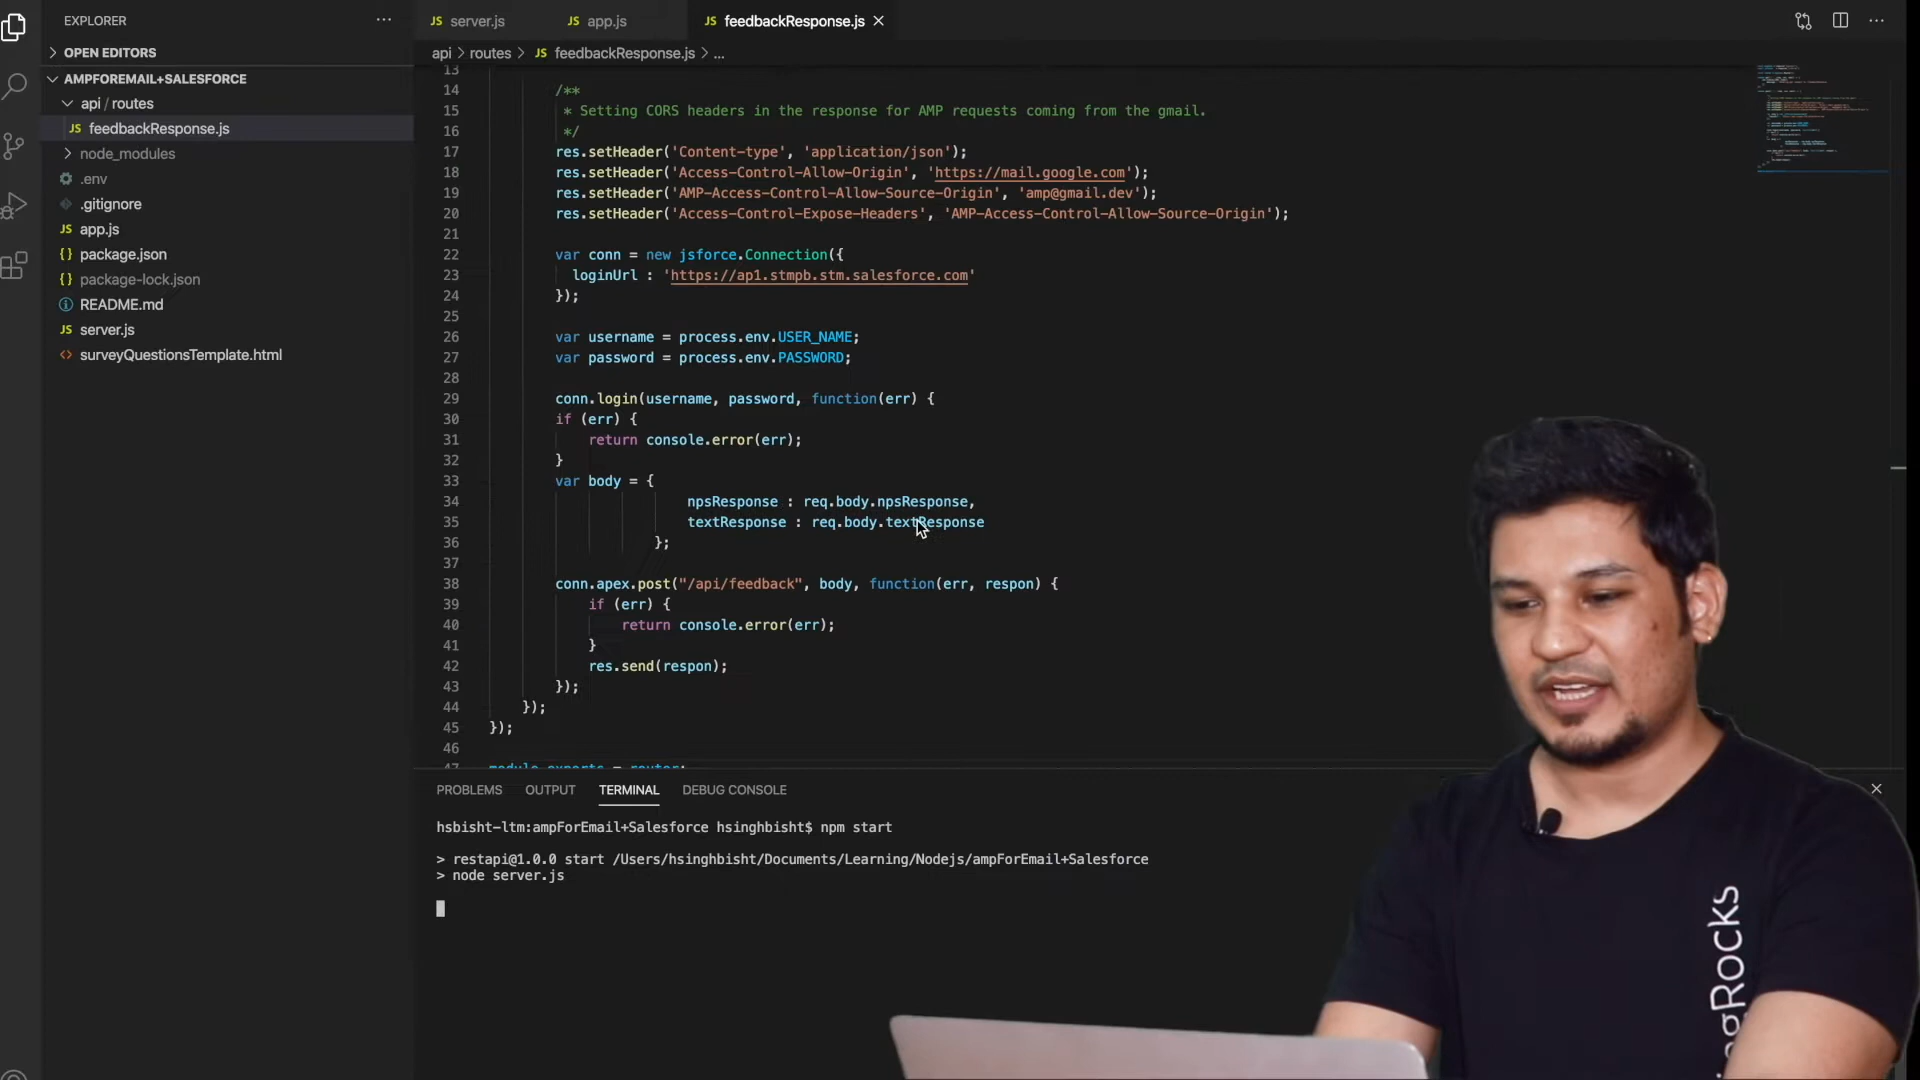 EXPLORER
...
server.js
app.js
feedbackResponse.js
OPEN EDITORS
api > routes > JS feedbackResponse.js > ...
AMPFOREMAIL+SALESFORCE
api / routes
JS feedbackResponse.js
node_modules
.env
.gitignore
JS app.js
{} package.json
{} package-lock.json
README.md
JS server.js
<> surveyQuestionsTemplate.html
13
14 /**
15 * Setting CORS headers in the response for AMP requests coming from the gmail.
16 */
17 res.setHeader('Content-type', 'application/json');
18 res.setHeader('Access-Control-Allow-Origin', 'https://mail.google.com');
19 res.setHeader('AMP-Access-Control-Allow-Source-Origin', 'amp@gmail.dev');
20 res.setHeader('Access-Control-Expose-Headers', 'AMP-Access-Control-Allow-Source-Origin');
21
22 var conn = new jsforce.Connection({
23 loginUrl : 'https://ap1.stmpb.stm.salesforce.com'
24 });
25
26 var username = process.env.USER_NAME;
27 var password = process.env.PASSWORD;
28
29 conn.login(username, password, function(err) {
30 if (err) {
31 return console.error(err);
32 }
33 var body = {
34 npsResponse : req.body.npsResponse,
35 textResponse : req.body.textResponse
36 };
37
38 conn.apex.post("/api/feedback", body, function(err, respon) {
39 if (err) {
40 return console.error(err);
41 }
42 res.send(respon);
43 });
44 });
45 });
46
47 module.exports = router;
PROBLEMS OUTPUT TERMINAL DEBUG CONSOLE
hsbisht-ltm:ampForEmail+Salesforce hsinghbisht$ npm start
> restapi@1.0.0 start /Users/hsinghbisht/Documents/Learning/Nodejs/ampForEmail+Salesforce
> node server.js
ngRocks